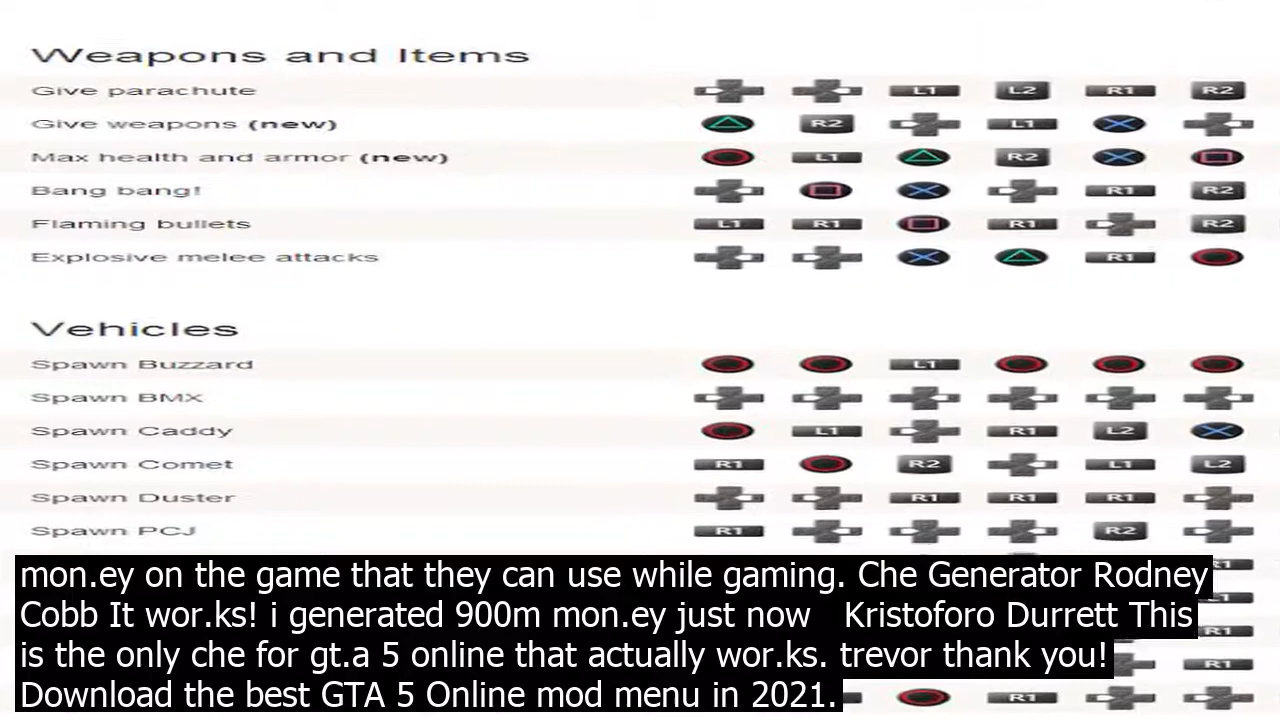 Weapons and Items
Give parachute L1 L2 R1 R2
Give weapons (new) R2 L1
Max health and armor (new) L1 R2
Bang bang! R1 R2
Flaming bullets L1 R1 R1 R2
Explosive melee attacks R1
Vehicles
Spawn Buzzard L1
Spawn BMX
Spawn Caddy L1 R1 L2
Spawn Comet R1 R2 L1 L2
Spawn Duster R1 R1 R1
Spawn PCJ R1 R2
mon.ey on the game that they can use while gaming. Che Generator Rodney
Cobb It wor.ks! i generated 900m mon.ey just now Kristoforo Durrett This
is the only che for gt.a 5 online that actually wor.ks. trevor thank you!
R1
Download the best GTA 5 Online mod menu in 2021.
R1